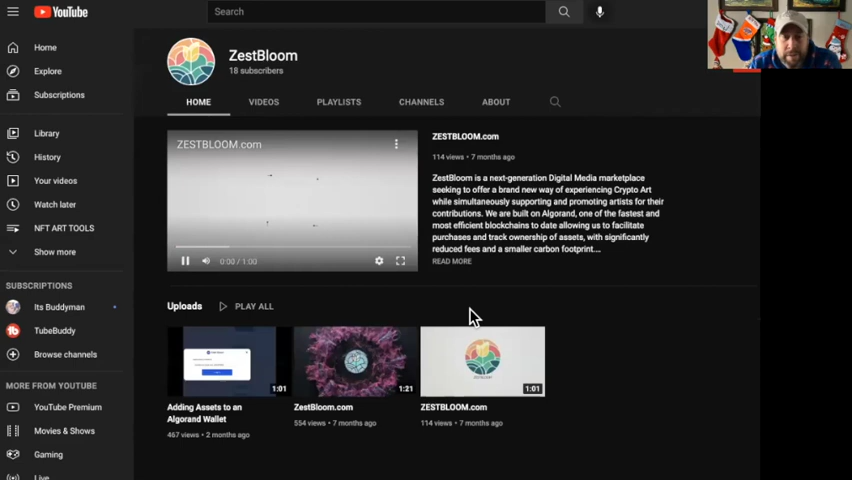 YouTube
Search
Home
Explore
Subscriptions
Library
History
Your videos
Watch later
NFT ART TOOLS
Show more
SUBSCRIPTIONS
Its Buddyman
TubeBuddy
Browse channels
MORE FROM YOUTUBE
YouTube Premium
Movies & Shows
Gaming
Live
ZestBloom
18 subscribers
HOME VIDEOS PLAYLISTS CHANNELS ABOUT
ZESTBLOOM.com
0:00 / 1:00
ZESTBLOOM.com
114 views • 7 months ago
ZestBloom is a next-generation Digital Media marketplace
seeking to offer a brand new way of experiencing Crypto Art
while simultaneously supporting and promoting artists for their
contributions. We are built on Algorand, one of the fastest and
most efficient blockchains to date allowing us to facilitate
purchases and track ownership of assets, with significantly
reduced fees and a smaller carbon footprint....
READ MORE
Uploads PLAY ALL
1:01
Adding Assets to an
Algorand Wallet
467 views • 2 months ago
1:21
ZestBloom.com
554 views • 7 months ago
1:01
ZESTBLOOM.com
114 views • 7 months ago